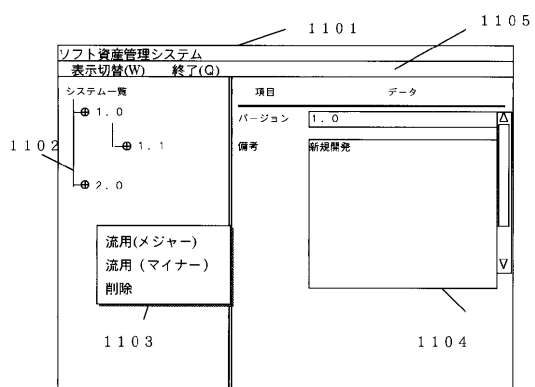 1101
1105
ソフト資産管理システム
表示切替(W) 終了(Q)
システム一覧
項目 データ
1.0
バージョン 1.0
1102
1.1
備考 新規開発
2.0
流用(メジャー)
流用(マイナー)
削除
1103
1104